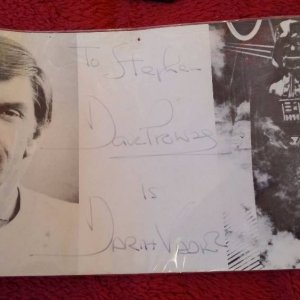 To Stephen
Dave Prowse
Is
Darth Vader